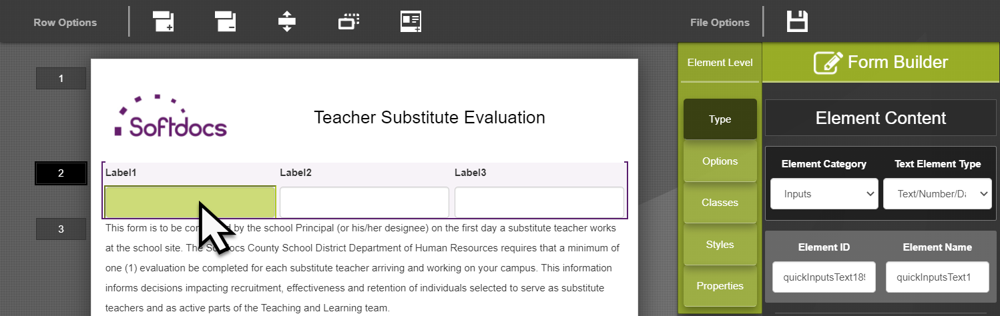 Row Options
File Options
Element Level
Form Builder
1
Softdocs
Teacher Substitute Evaluation
Type
Element Content
2
Label1
Label2
Label3
Options
Element Category
Text Element Type
Inputs
Text/Number/Da
Classes
3
This form is to be by the school Principal (or his/her designee) on the first day a substitute teacher works
at the school site. The County School District Department of Human Resources requires that a minimum of
one (1) evaluation be completed for each substitute teacher arriving and working on your campus. This information
informs decisions impacting recruitment, effectiveness and retention of individuals selected to serve as substitute
teachers and as active parts of the Teaching and Learning team.
Styles
Element ID
Element Name
quickInputsText189
quickInputsText1
Properties